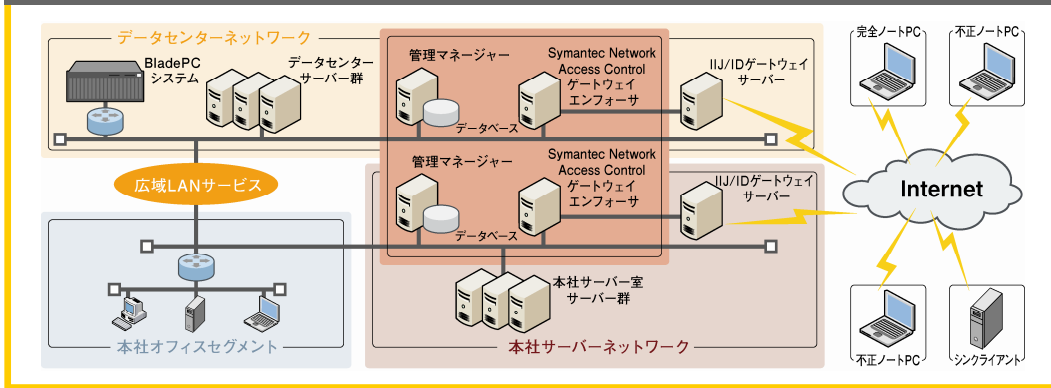 データセンターネットワーク
BladePC
システム
データセンター
サーバー群
管理マネージャー
データベース
Symantec Network
Access Control
ゲートウェイ
エンフォーサ
IIJ/IDゲートウェイ
サーバー
完全ノートPC
不正ノートPC
広域LANサービス
管理マネージャー
データベース
Symantec Network
Access Control
ゲートウェイ
エンフォーサ
IIJ/IDゲートウェイ
サーバー
Internet
本社サーバー室
サーバー群
本社オフィスセグメント
本社サーバーネットワーク
不正ノートPC
シンクライアント